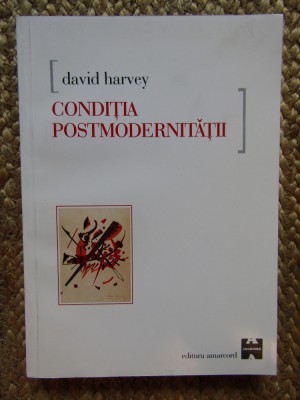 david harvey
CONDIȚIA
POSTMODERNITĂȚII
editura amarcord